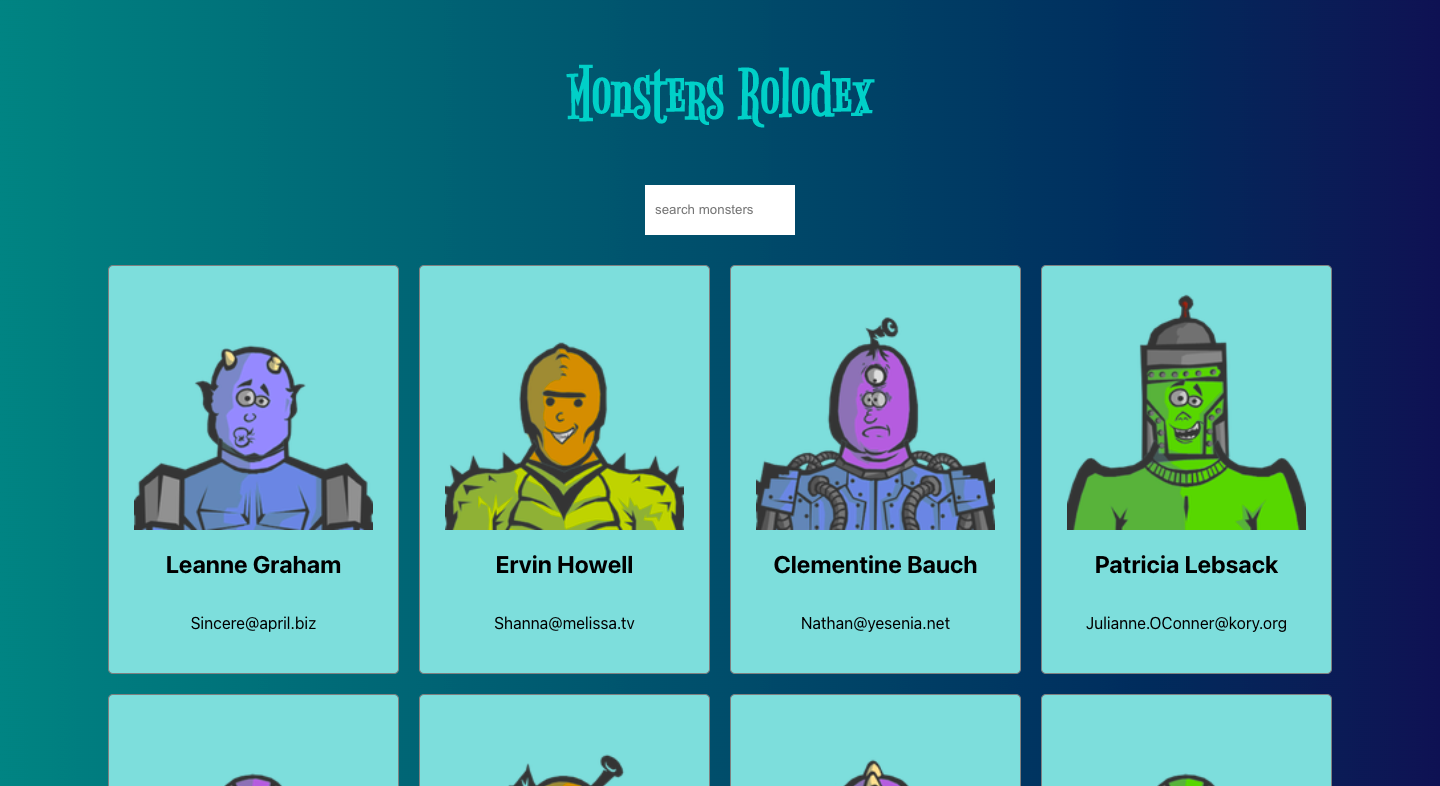 Monsters Rolodex
search monsters
Leanne Graham
Sincere@april.biz
Ervin Howell
Shanna@melissa.tv
Clementine Bauch
Nathan@yesenia.net
Patricia Lebsack
Julianne.OConner@kory.org